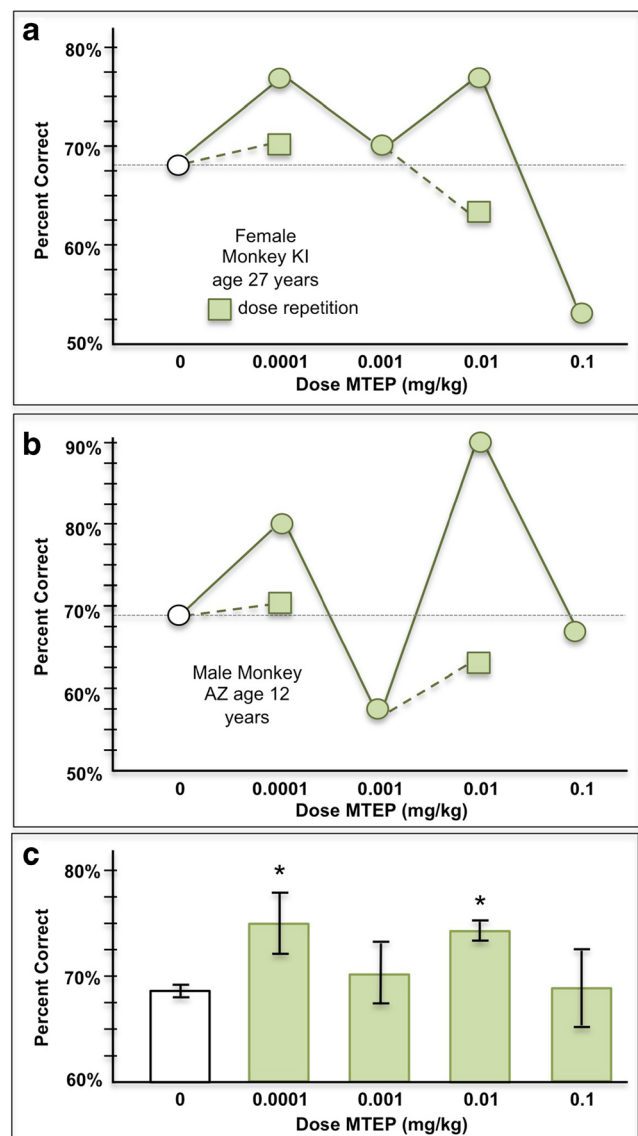 a
80%
70%
60%
50%
Percent Correct
Female
Monkey KI
age 27 years
dose repetition
0 0.0001 0.001 0.01 0.1
Dose MTEP (mg/kg)
b
90%
80%
70%
60%
50%
Percent Correct
Male Monkey
AZ age 12
years
0 0.0001 0.001 0.01 0.1
Dose MTEP (mg/kg)
c
80%
70%
60%
Percent Correct
* *
0 0.0001 0.001 0.01 0.1
Dose MTEP (mg/kg)